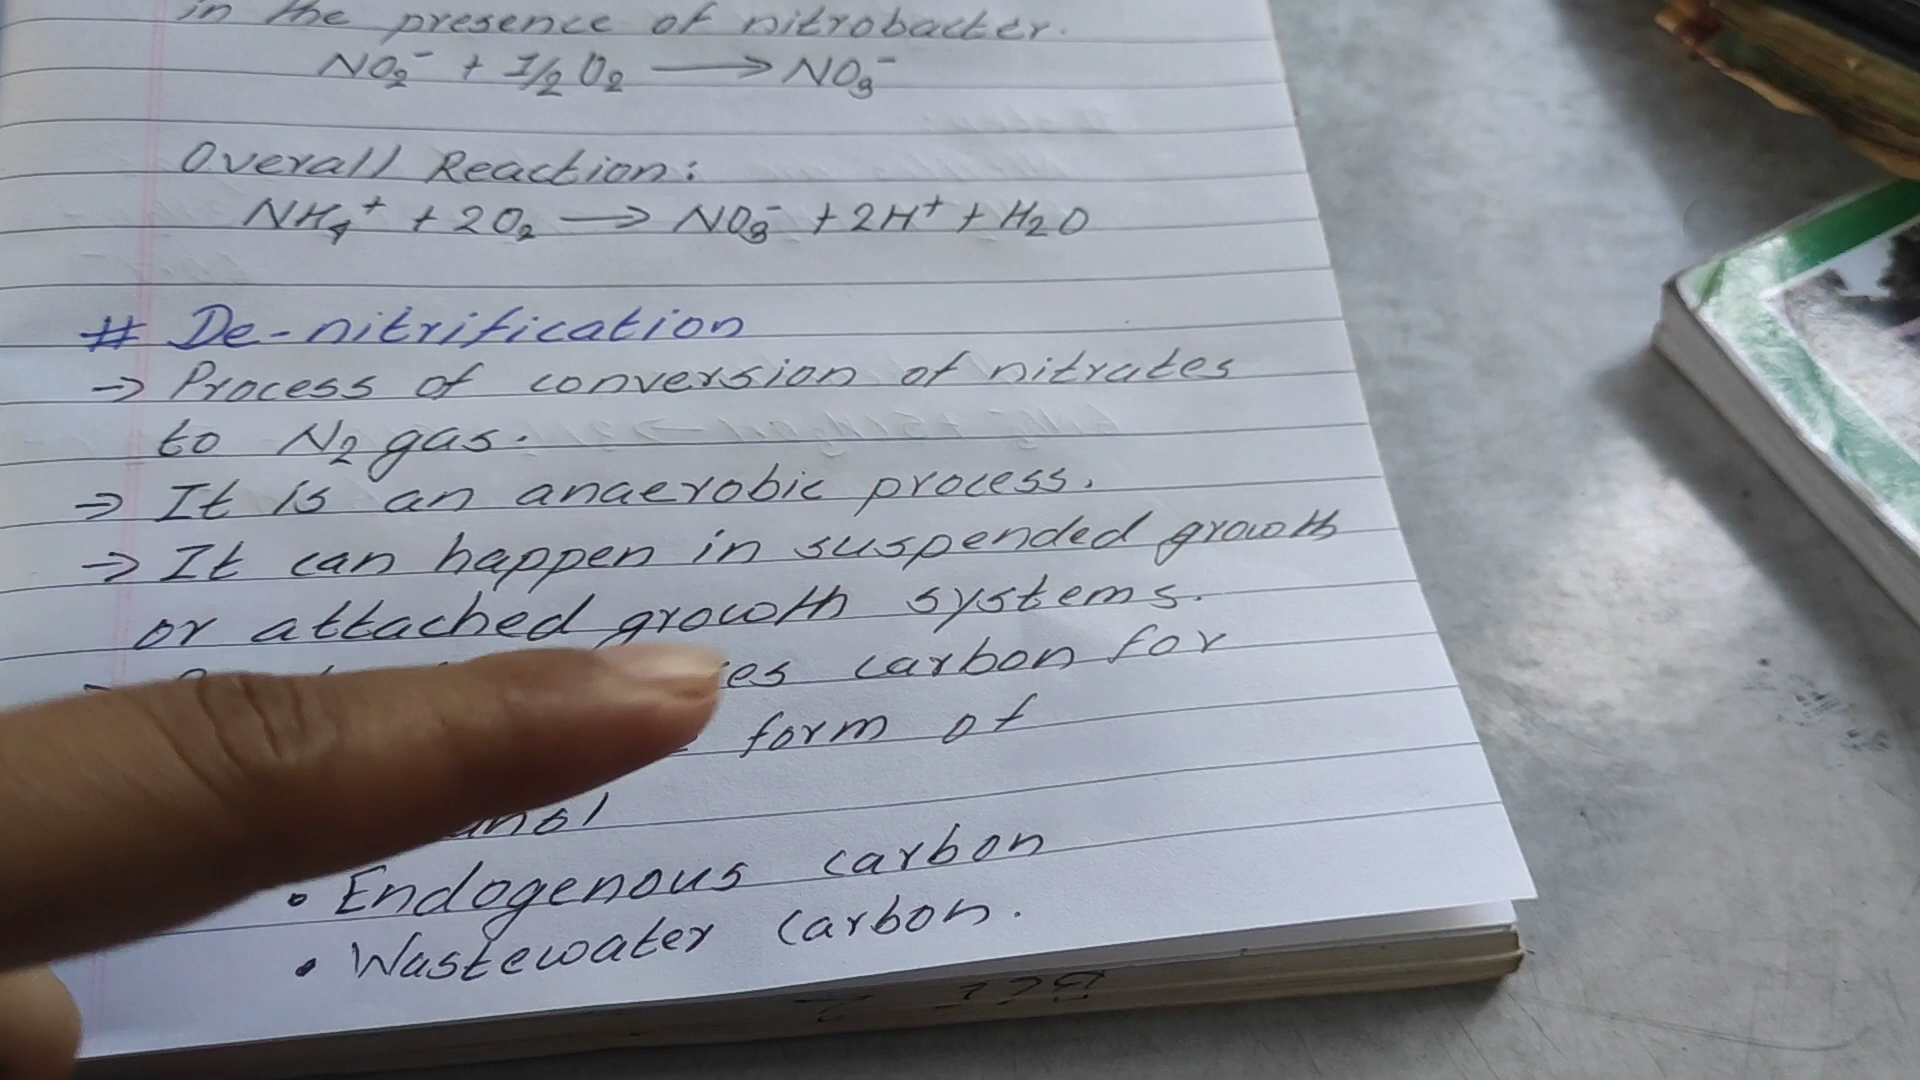 in the presence of nitrobacter.
NO₂⁻ + 1/2 O₂ ⟶ NO₃⁻
Overall Reaction:
NH₄⁺ + 2O₂ ⟶ NO₃⁻ + 2H⁺ + H₂O
# De-nitrification
→ Process of conversion of nitrates
to N₂ gas.
→ It is an anaerobic process.
→ It can happen in suspended growth
or attached growth systems.
carbon for
form of
• Endogenous carbon
• Wastewater carbon.